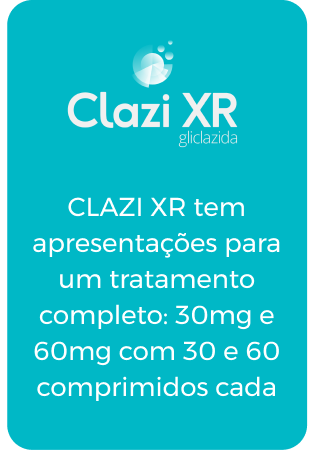 Clazi XR
gliclazida
CLAZI XR tem
apresentações para
um tratamento
completo: 30mg e
60mg com 30 e 60
comprimidos cada